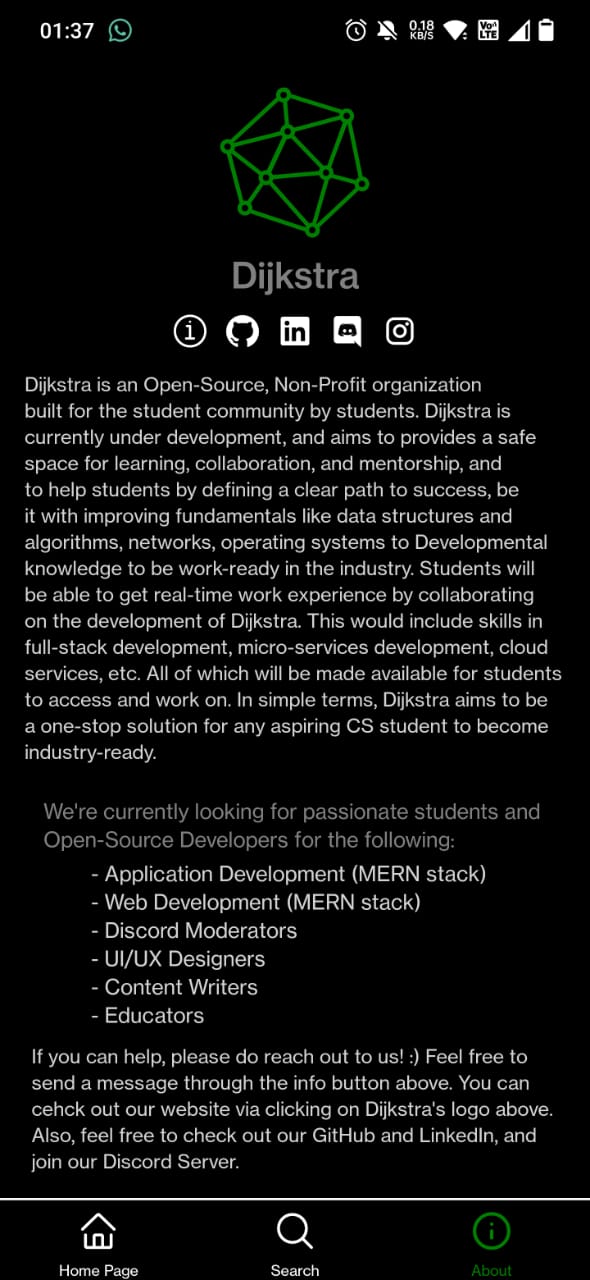 01:37
0.18
KB/S
Vo
LTE
Dijkstra
Dijkstra is an Open-Source, Non-Profit organization
built for the student community by students. Dijkstra is
currently under development, and aims to provides a safe
space for learning, collaboration, and mentorship, and
to help students by defining a clear path to success, be
it with improving fundamentals like data structures and
algorithms, networks, operating systems to Developmental
knowledge to be work-ready in the industry. Students will
be able to get real-time work experience by collaborating
on the development of Dijkstra. This would include skills in
full-stack development, micro-services development, cloud
services, etc. All of which will be made available for students
to access and work on. In simple terms, Dijkstra aims to be
a one-stop solution for any aspiring CS student to become
industry-ready.
We're currently looking for passionate students and
Open-Source Developers for the following:
- Application Development (MERN stack)
- Web Development (MERN stack)
- Discord Moderators
- UI/UX Designers
- Content Writers
- Educators
If you can help, please do reach out to us! :) Feel free to
send a message through the info button above. You can
cehck out our website via clicking on Dijkstra's logo above.
Also, feel free to check out our GitHub and LinkedIn, and
join our Discord Server.
Home Page
Search
About